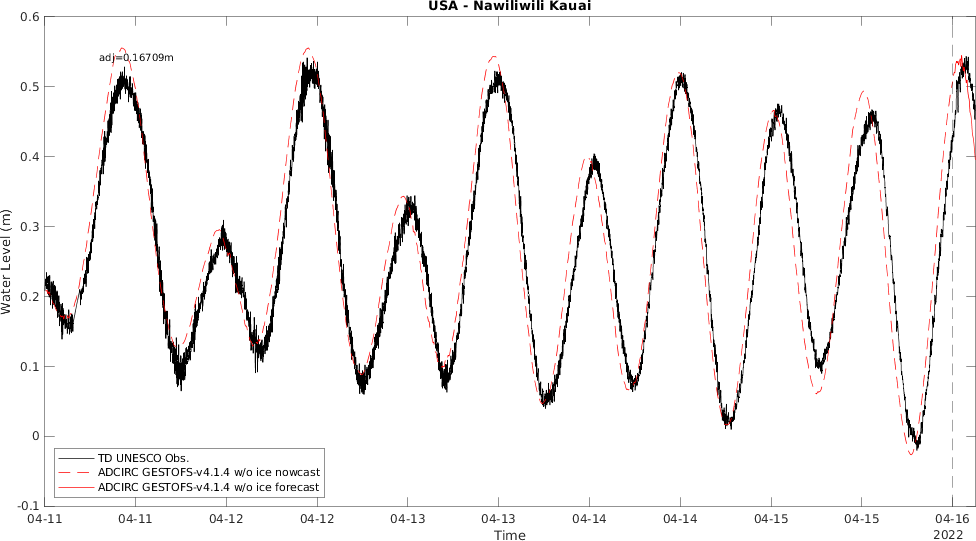 USA - Nawiliwili Kauai
0.6
adj=0.16709m
0.5
0.4
0.3
Water Level (m)
0.2
0.1
0
TD UNESCO Obs.
ADCIRC GESTOFS-v4.1.4 w/o ice nowcast
ADCIRC GESTOFS-v4.1.4 w/o ice forecast
-0.1
04-11 04-11 04-12 04-12 04-13 04-13 04-14 04-14 04-15 04-15 04-16
Time 2022